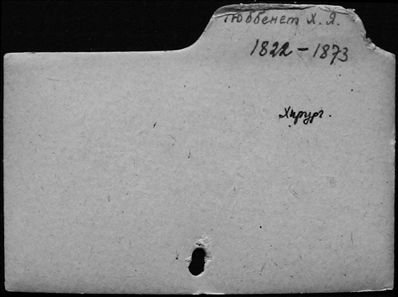 Гюббенет Х. Я.
1822 – 1873
Хирург.